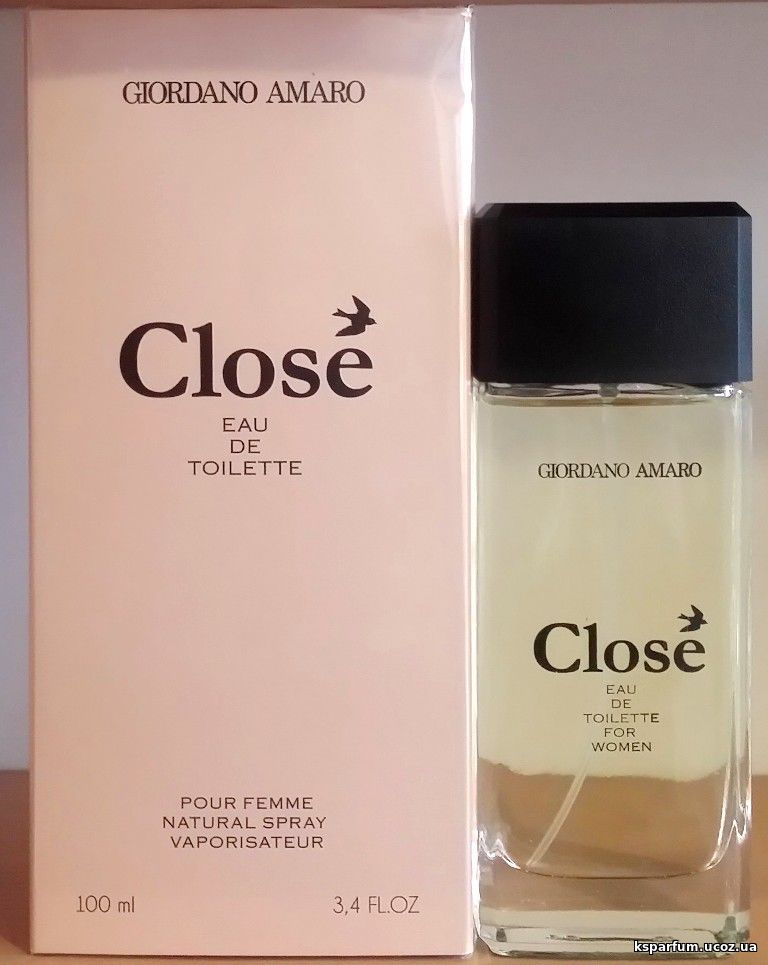 GIORDANO AMARO
Close
EAU
DE
TOILETTE
POUR FEMME
NATURAL SPRAY
VAPORISATEUR
100 ml 3,4 FL.OZ
GIORDANO AMARO
Close
EAU
DE
TOILETTE
FOR
WOMEN
ksparfum.ucoz.ua